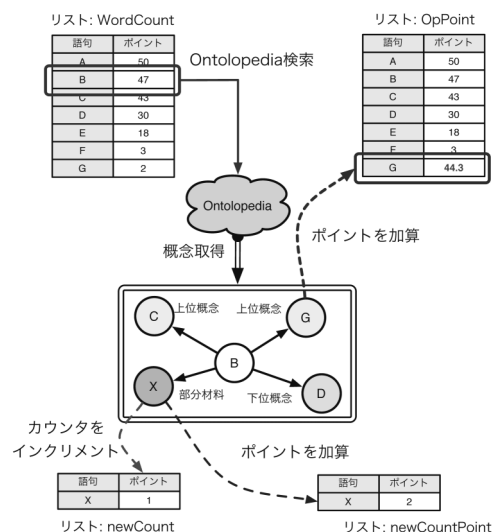 リスト: WordCount
語句 ポイント
A 50
B 47
C 43
D 30
E 18
F 3
G 2
Ontolopedia検索
リスト: OpPoint
語句 ポイント
A 50
B 47
C 43
D 30
E 18
F 3
G 44.3
Ontolopedia
概念取得
ポイントを加算
C 上位概念 上位概念 G
B
X 部分材料 下位概念 D
カウンタを
インクリメント
ポイントを加算
語句 ポイント
X 1
リスト: newCount
語句 ポイント
X 2
リスト: newCountPoint